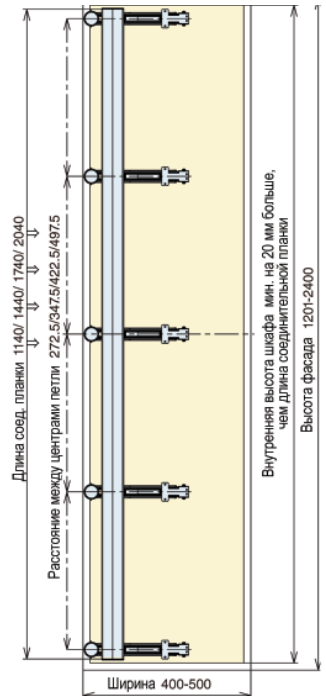 Длина соед. планки 1140/ 1440/ 1740/ 2040
⇒ ⇒ ⇒ ⇒
Расстояние между центрами петли 272.5/347.5/422.5/497.5
Внутренняя высота шкафа мин. на 20 мм больше,
чем длина соединительной планки
Высота фасада 1201-2400
Ширина 400-500